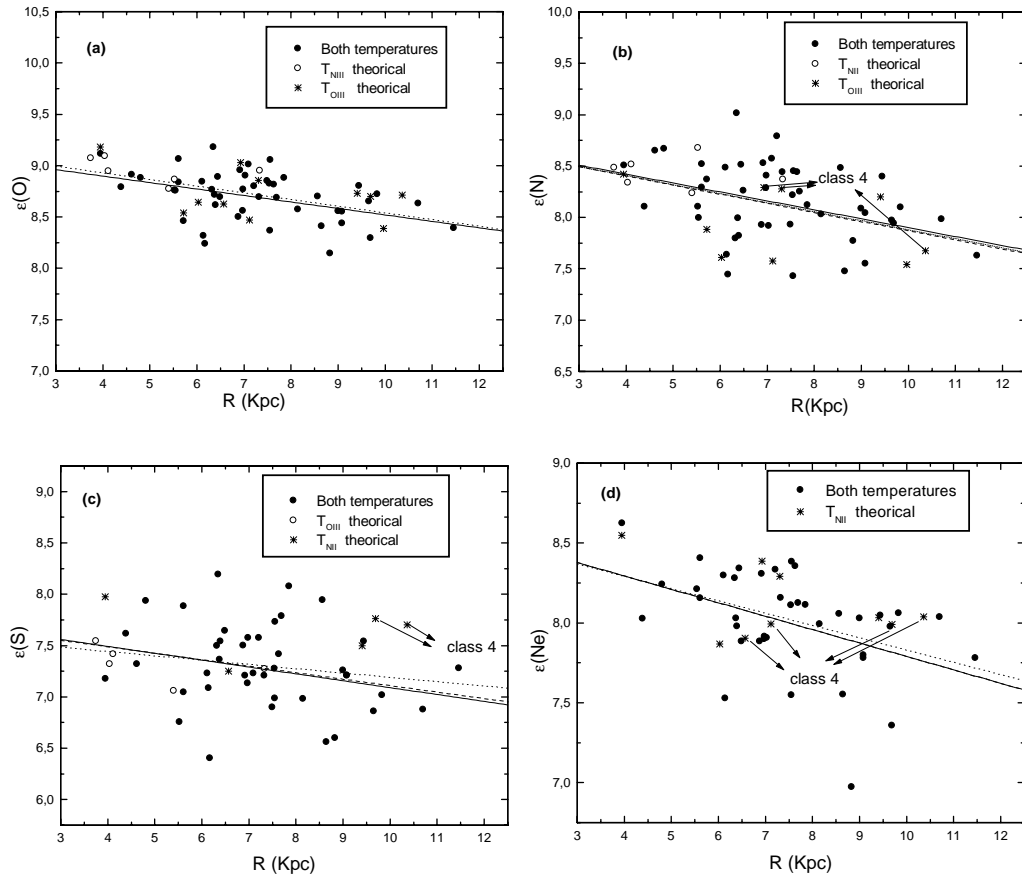 (a)
Both temperatures
T_NIII theorical
T_OIII theorical
10,5
10,0
9,5
9,0
8,5
8,0
7,5
7,0
ε(O)
3 4 5 6 7 8 9 10 11 12
R (Kpc)
(b)
Both temperatures
T_NII theorical
T_OIII theorical
class 4
10,0
9,5
9,0
8,5
8,0
7,5
7,0
ε(N)
3 4 5 6 7 8 9 10 11 12
R(Kpc)
(c)
Both temperatures
T_OIII theorical
T_NII theorical
class 4
9,0
8,5
8,0
7,5
7,0
6,5
6,0
ε(S)
3 4 5 6 7 8 9 10 11 12
R (Kpc)
(d)
Both temperatures
T_NII theorical
class 4
9,0
8,5
8,0
7,5
7,0
ε(Ne)
3 4 5 6 7 8 9 10 11 12
R (Kpc)